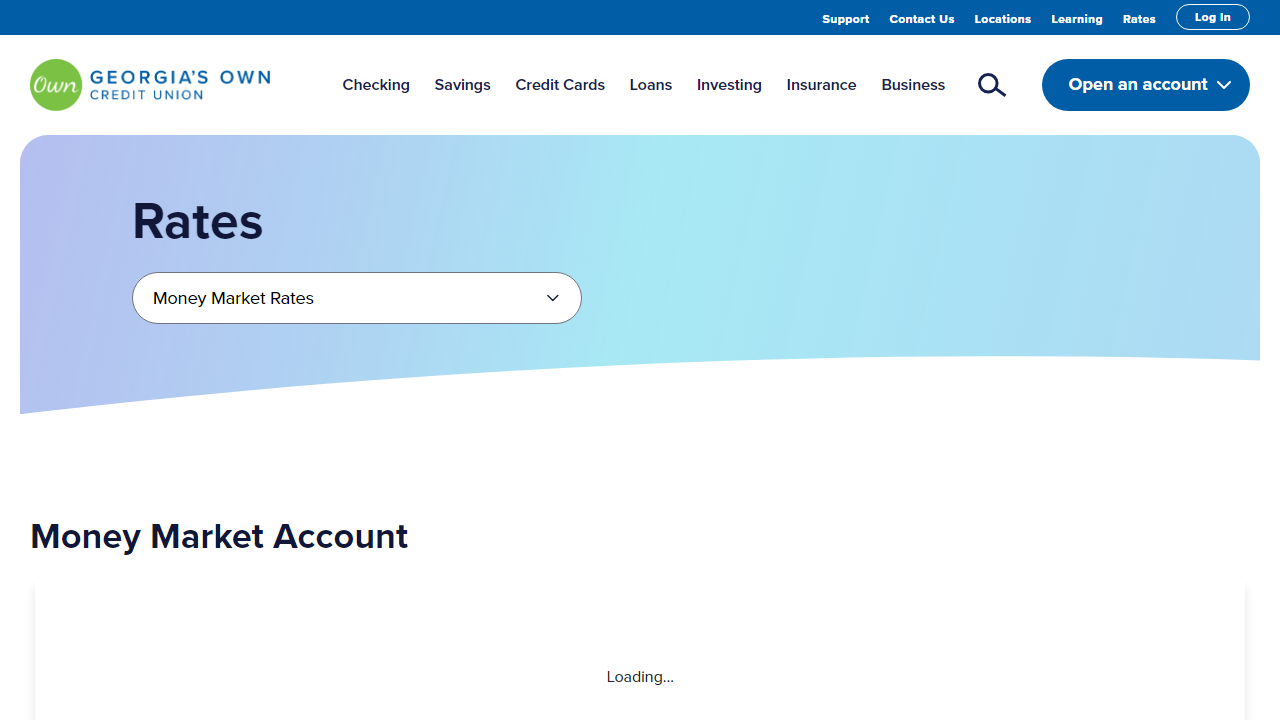 Support Contact Us Locations Learning Rates Log In
Own GEORGIA'S OWN
CREDIT UNION
Checking Savings Credit Cards Loans Investing Insurance Business Open an account
Rates
Money Market Rates
Money Market Account
Loading...